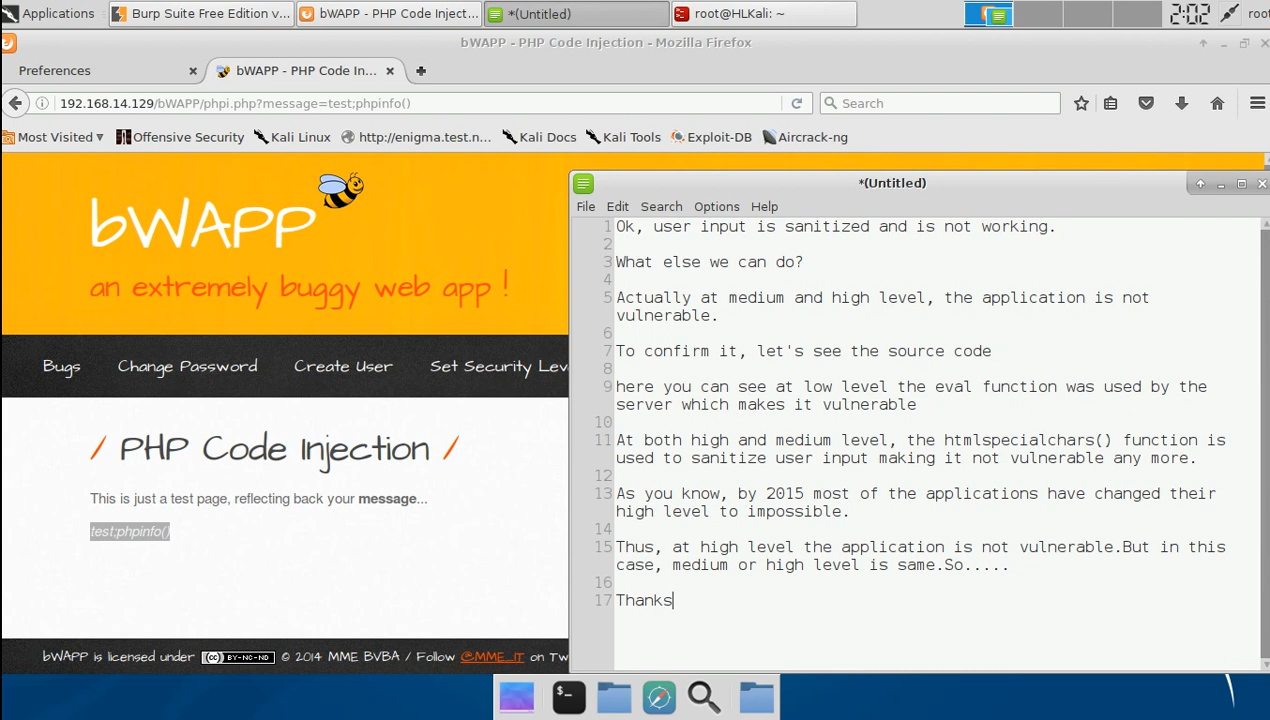 Applications
Burp Suite Free Edition v...
bWAPP - PHP Code Inject...
*(Untitled)
root@HLKali: ~
2:02
root
bWAPP - PHP Code Injection - Mozilla Firefox
Preferences
bWAPP - PHP Code In...
192.168.14.129/bWAPP/phpi.php?message=test;phpinfo()
Search
Most Visited
Offensive Security
Kali Linux
http://enigma.test.n...
Kali Docs
Kali Tools
Exploit-DB
Aircrack-ng
bWAPP
an extremely buggy web app !
Bugs
Change Password
Create User
Set Security Lev
/ PHP Code Injection /
This is just a test page, reflecting back your message...
test;phpinfo()
bWAPP is licensed under
cc BY-NC-ND
© 2014 MME BVBA / Follow @MME_IT on Tw
*(Untitled)
File Edit Search Options Help
1 Ok, user input is sanitized and is not working.
2
3 What else we can do?
4
5 Actually at medium and high level, the application is not
vulnerable.
6
7 To confirm it, let's see the source code
8
9 here you can see at low level the eval function was used by the
server which makes it vulnerable
10
11 At both high and medium level, the htmlspecialchars() function is
used to sanitize user input making it not vulnerable any more.
12
13 As you know, by 2015 most of the applications have changed their
high level to impossible.
14
15 Thus, at high level the application is not vulnerable.But in this
case, medium or high level is same.So.....
16
17 Thanks
$_